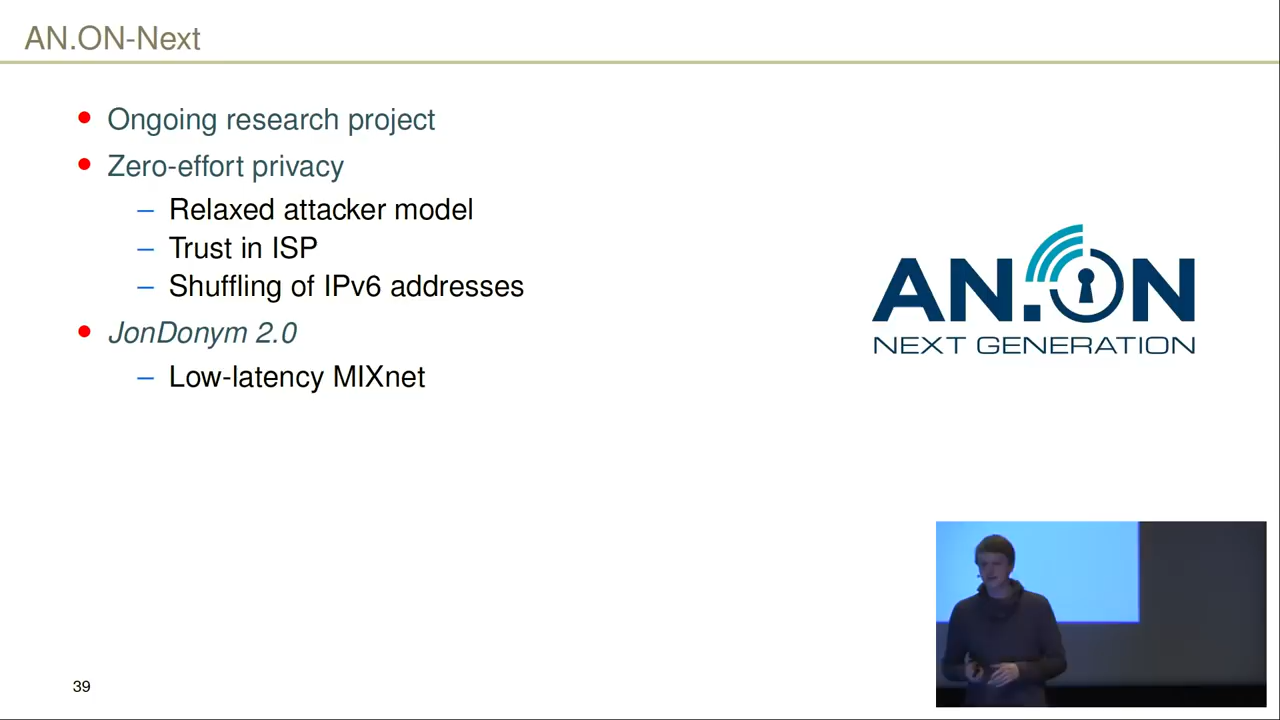 AN.ON-Next
• Ongoing research project
• Zero-effort privacy
– Relaxed attacker model
– Trust in ISP
– Shuffling of IPv6 addresses
• JonDonym 2.0
– Low-latency MIXnet
AN.ON
NEXT GENERATION
39